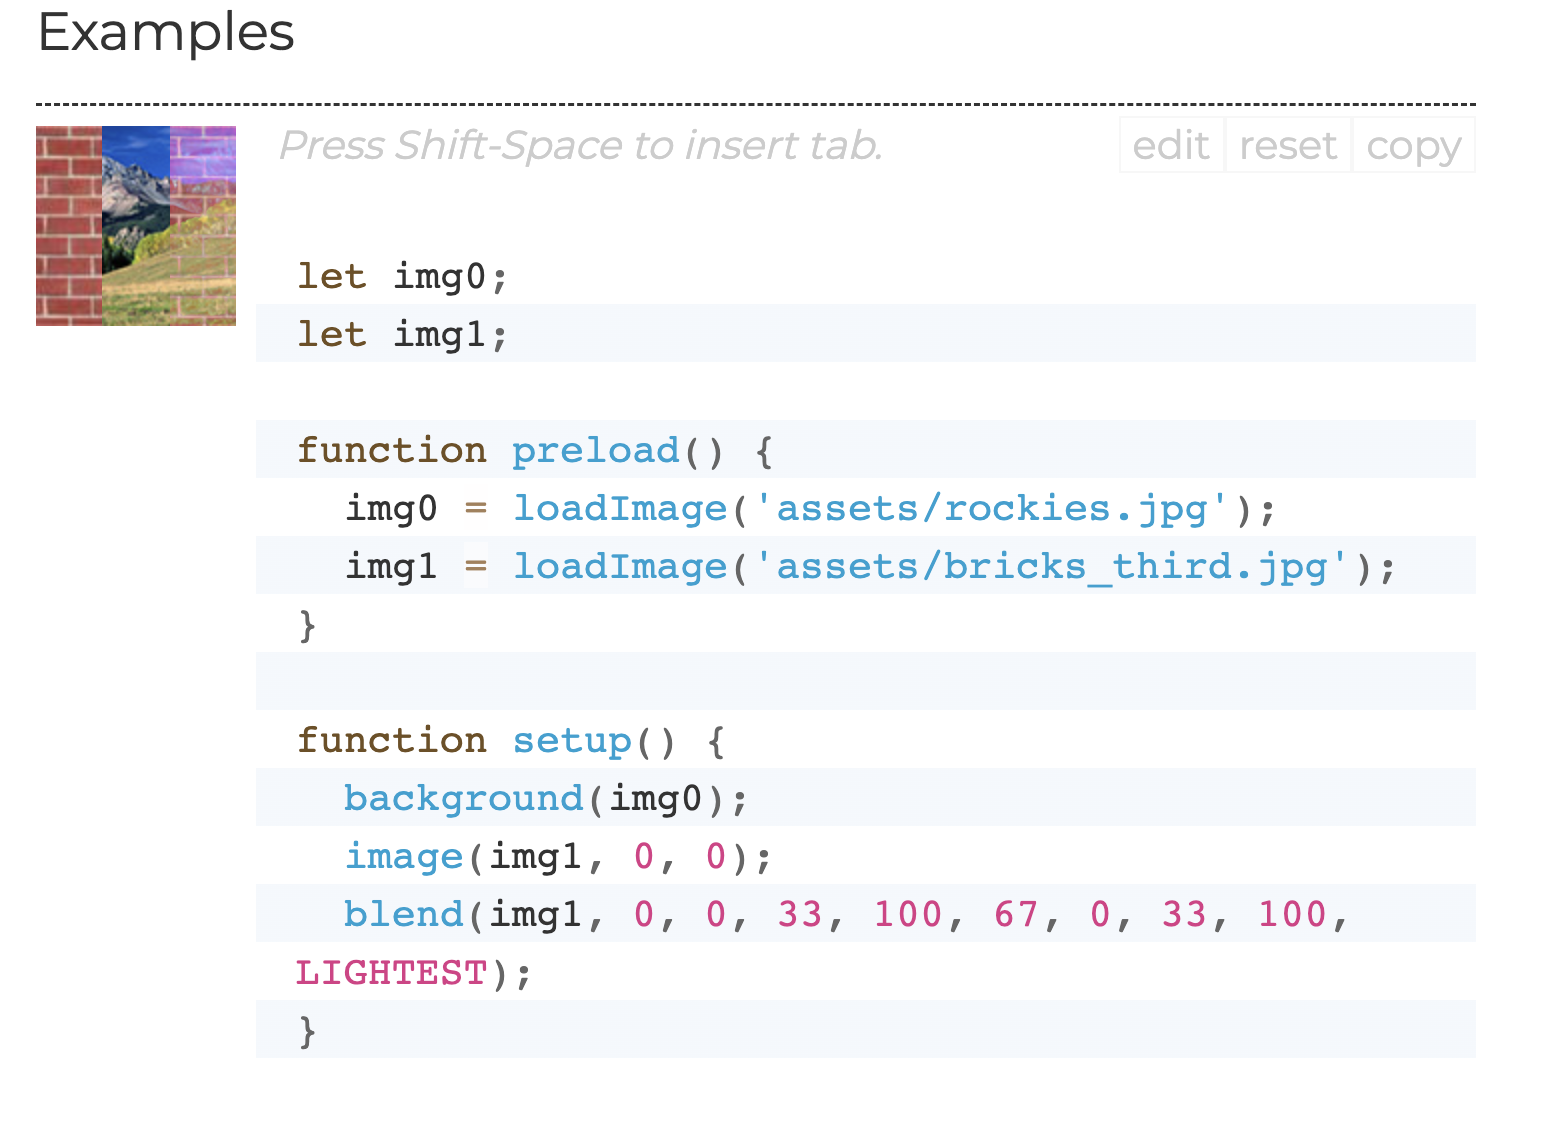 Examples
Press Shift-Space to insert tab.
edit reset copy
let img0;
let img1;
function preload() {
  img0 = loadImage('assets/rockies.jpg');
  img1 = loadImage('assets/bricks_third.jpg');
}
function setup() {
  background(img0);
  image(img1, 0, 0);
  blend(img1, 0, 0, 33, 100, 67, 0, 33, 100,
LIGHTEST);
}